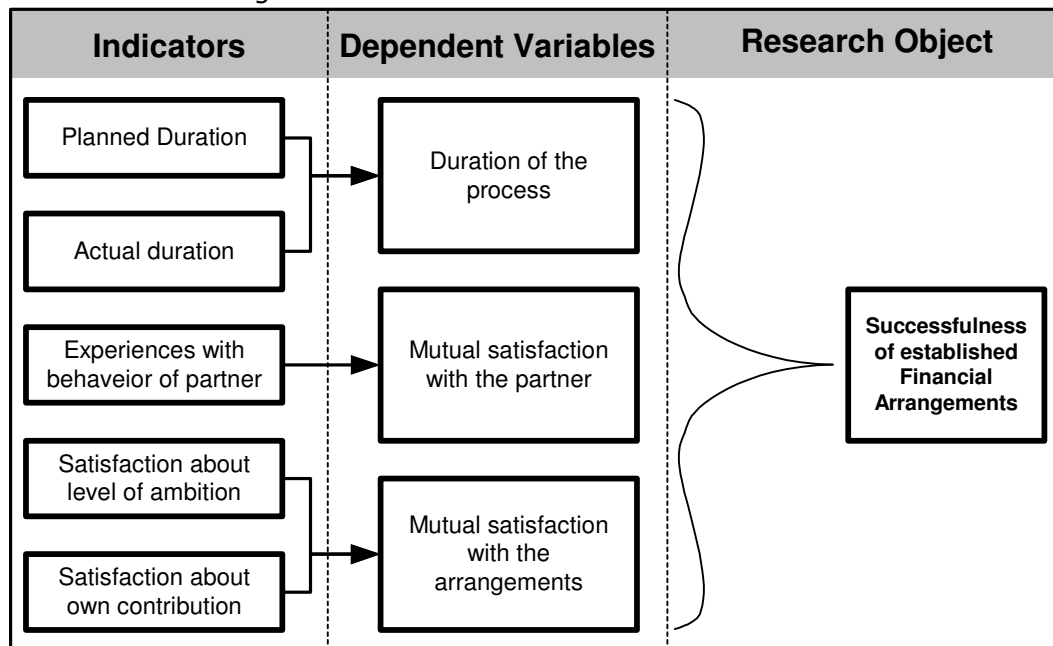 Indicators
Dependent Variables
Research Object
Planned Duration
Actual duration
Experiences with
behaveior of partner
Satisfaction about
level of ambition
Satisfaction about
own contribution
Duration of the
process
Mutual satisfaction
with the partner
Mutual satisfaction
with the
arrangements
Successfulness
of established
Financial
Arrangements